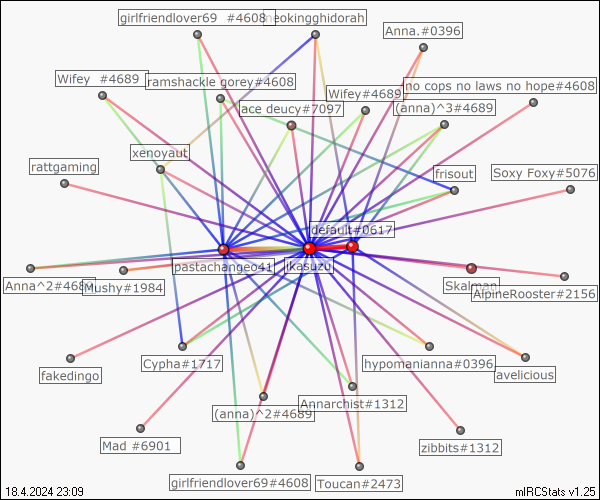 girlfriendlover69 #4608
neokingghidorah
Anna.#0396
Wifey #4689
ramshackle gorey#4608
no cops no laws no hope#4608
Wifey#4689
ace deucy#7097
(anna)^3#4689
xenoyaut
rattgaming
frisout
Soxy Foxy#5076
default#0617
pastachangeo41
ikasuzu
Anna^2#4689
Mushy#1984
Skalman
AlpineRooster#2156
fakedingo
Cypha#1717
hypomanianna#0396
avelicious
Annarchist#1312
(anna)^2#4689
Mad #6901
zibbits#1312
girlfriendlover69#4608
Toucan#2473
18.4.2024 23:09
mIRCStats v1.25